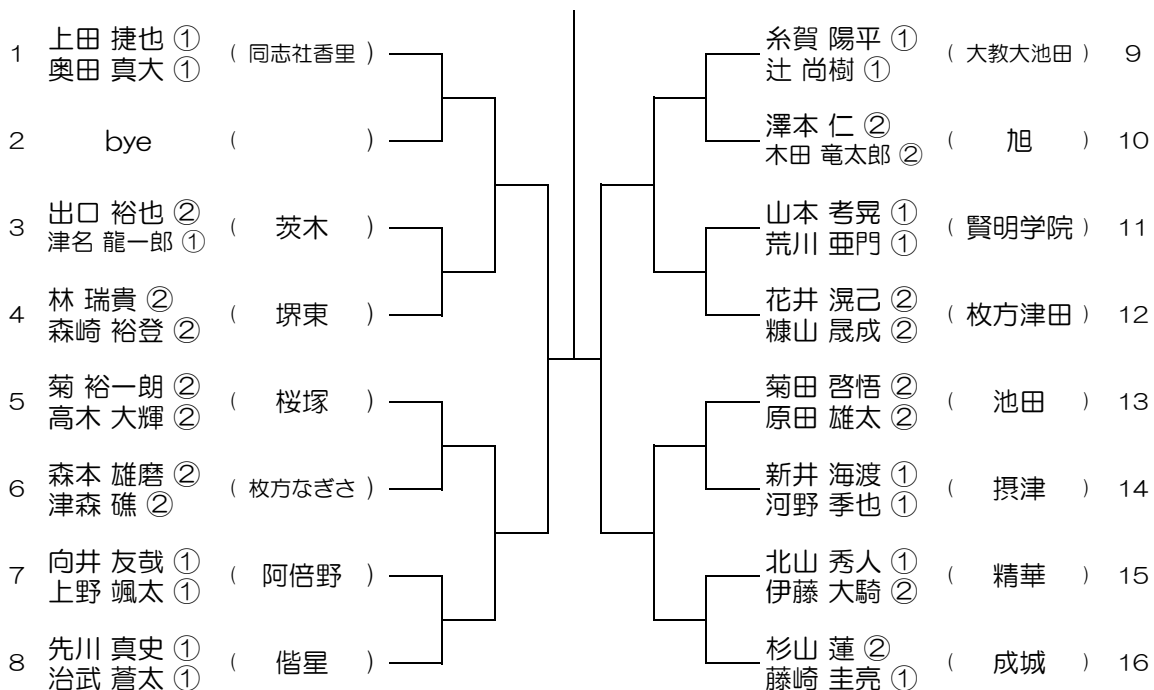 1 上田 捷也 ① ( 同志社香里 )
奥田 真大 ①
2 bye ( )
3 出口 裕也 ② ( 茨木 )
津名 龍一郎 ①
4 林 瑞貴 ② ( 堺東 )
森崎 裕登 ②
5 菊 裕一朗 ② ( 桜塚 )
高木 大輝 ②
6 森本 雄磨 ② ( 枚方なぎさ )
津森 礁 ②
7 向井 友哉 ① ( 阿倍野 )
上野 颯太 ①
8 先川 真史 ① ( 偕星 )
治武 蒼太 ①
糸賀 陽平 ① ( 大教大池田 ) 9
辻 尚樹 ①
澤本 仁 ② ( 旭 ) 10
木田 竜太郎 ②
山本 考晃 ① ( 賢明学院 ) 11
荒川 亜門 ①
花井 滉己 ② ( 枚方津田 ) 12
糠山 晟成 ②
菊田 啓悟 ② ( 池田 ) 13
原田 雄太 ②
新井 海渡 ① ( 摂津 ) 14
河野 季也 ①
北山 秀人 ① ( 精華 ) 15
伊藤 大騎 ②
杉山 蓮 ② ( 成城 ) 16
藤崎 圭亮 ①